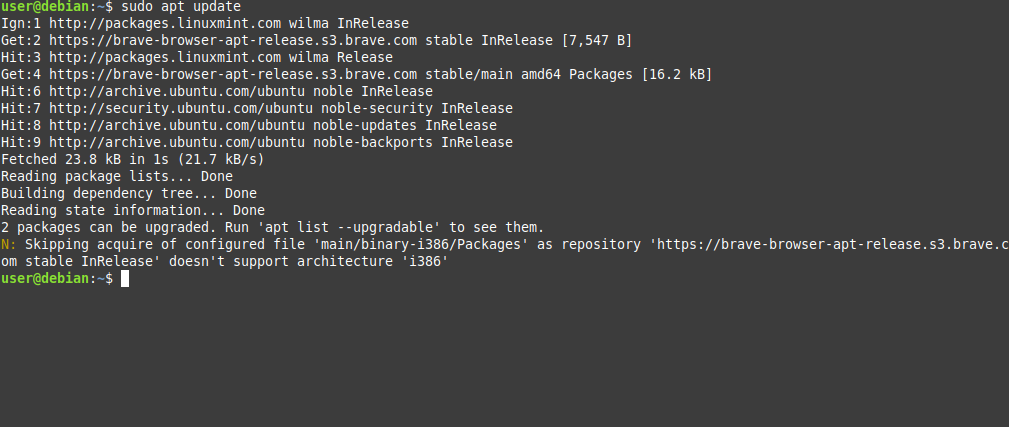 user@debian:~$ sudo apt update
Ign:1 http://packages.linuxmint.com wilma InRelease
Get:2 https://brave-browser-apt-release.s3.brave.com stable InRelease [7,547 B]
Hit:3 http://packages.linuxmint.com wilma Release
Get:4 https://brave-browser-apt-release.s3.brave.com stable/main amd64 Packages [16.2 kB]
Hit:6 http://archive.ubuntu.com/ubuntu noble InRelease
Hit:7 http://security.ubuntu.com/ubuntu noble-security InRelease
Hit:8 http://archive.ubuntu.com/ubuntu noble-updates InRelease
Hit:9 http://archive.ubuntu.com/ubuntu noble-backports InRelease
Fetched 23.8 kB in 1s (21.7 kB/s)
Reading package lists... Done
Building dependency tree... Done
Reading state information... Done
2 packages can be upgraded. Run 'apt list --upgradable' to see them.
N: Skipping acquire of configured file 'main/binary-i386/Packages' as repository 'https://brave-browser-apt-release.s3.brave.c
om stable InRelease' doesn't support architecture 'i386'
user@debian:~$